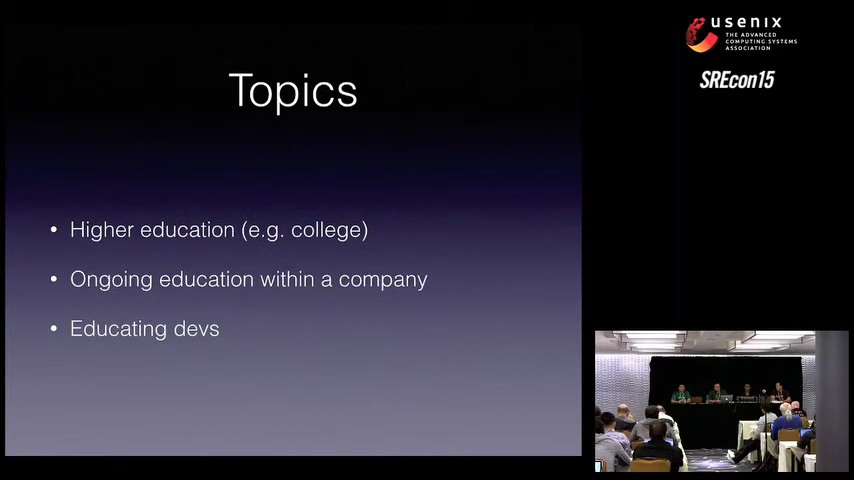 usenix
THE ADVANCED
COMPUTING SYSTEMS
ASSOCIATION
SREcon15
Topics
• Higher education (e.g. college)
• Ongoing education within a company
• Educating devs